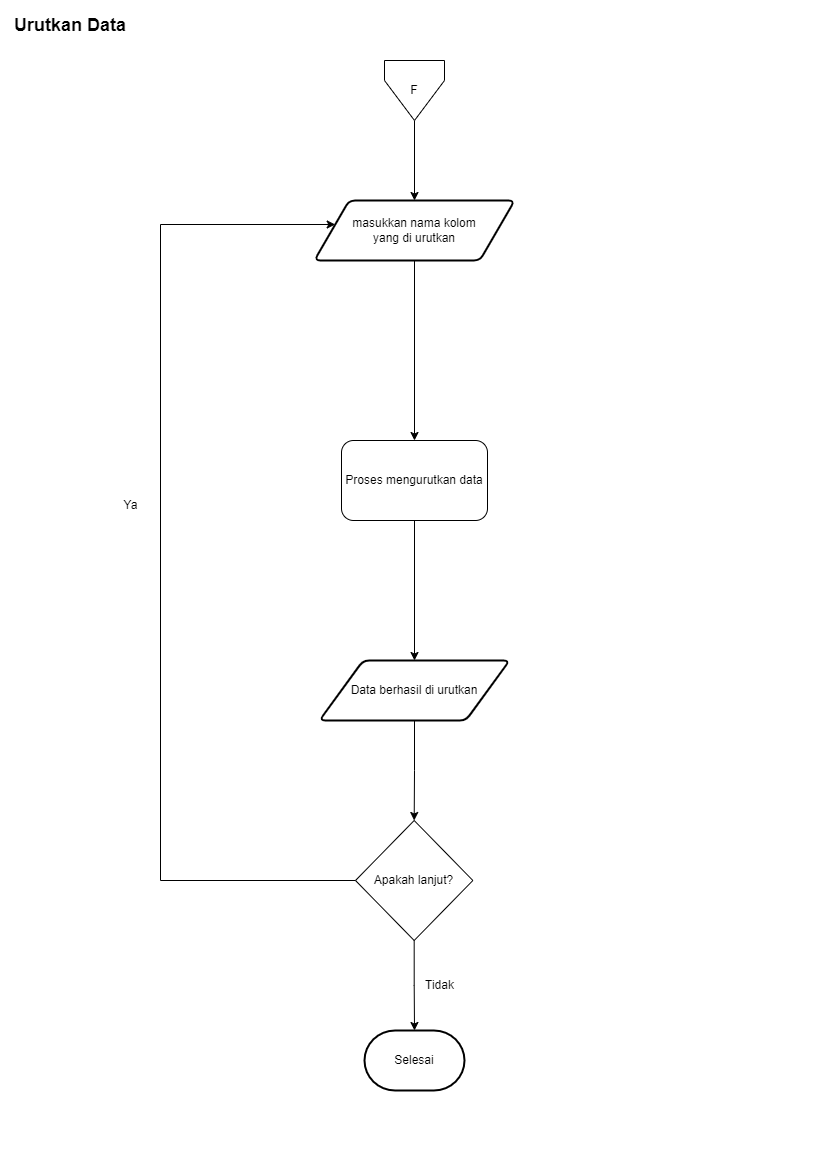 Urutkan Data
F
masukkan nama kolom
yang di urutkan
Proses mengurutkan data
Ya
Data berhasil di urutkan
Apakah lanjut?
Tidak
Selesai